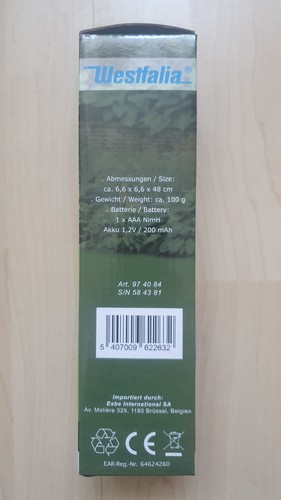 Westfalia®
. Abmessungen / Size:
ca. 6,6 x 6,6 x 48 cm
Gewicht / Weight: ca. 100 g
. Batterie / Battery:
1 x AAA NimH
Akku 1,2V / 200 mAh
Art. 97 40 84
S/N 58 43 81
5 407009 622632
Importiert durch:
Esbe International SA
Av. Molière 329, 1180 Brüssel, Belgien
CE
EAR-Reg.-Nr. 64624260